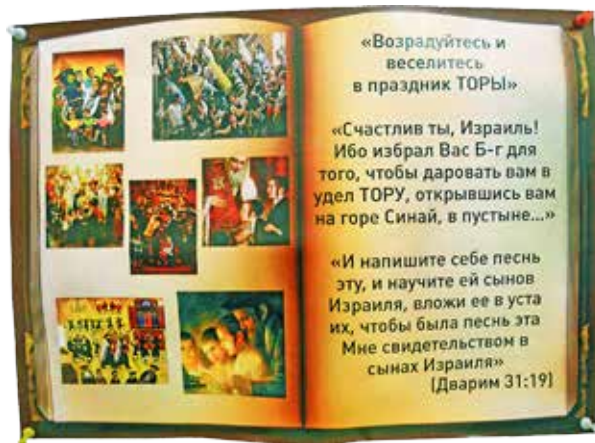 «Возрадуйтесь и
веселитесь
в праздник ТОРЫ»
«Счастлив ты, Израиль!
Ибо избрал Вас Б-г для
того, чтобы даровать вам в
удел ТОРУ, открывшись вам
на горе Синай, в пустыне...»
«И напишите себе песнь
эту, и научите ей сынов
Израиля, вложи ее в уста
их, чтобы была песнь эта
Мне свидетельством в
сынах Израиля»
(Дварим 31:19)